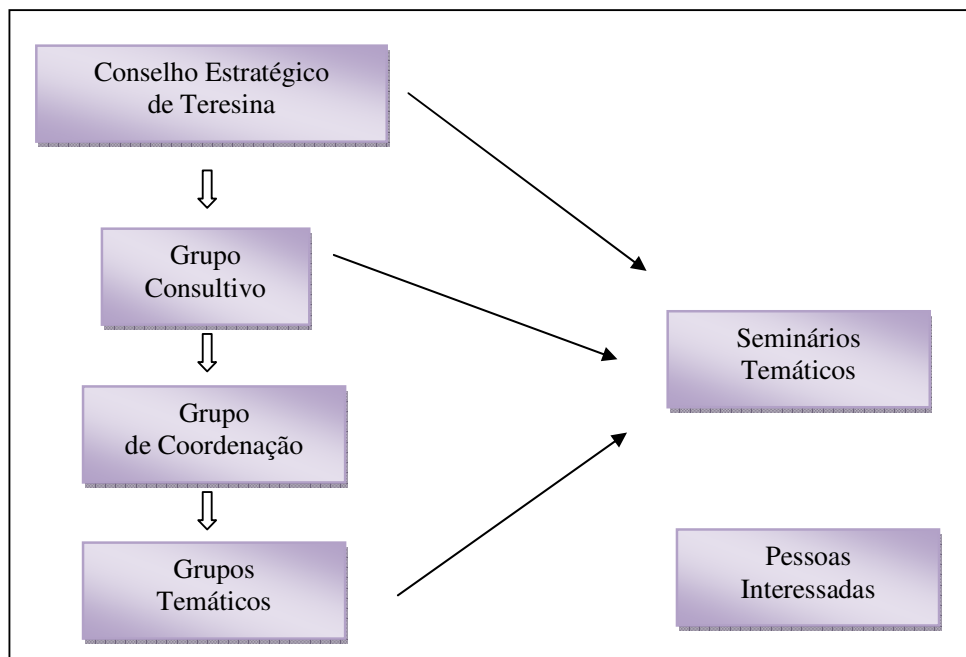 Conselho Estratégico
de Teresina
Grupo
Consultivo
Grupo
de Coordenação
Grupos
Temáticos
Seminários
Temáticos
Pessoas
Interessadas